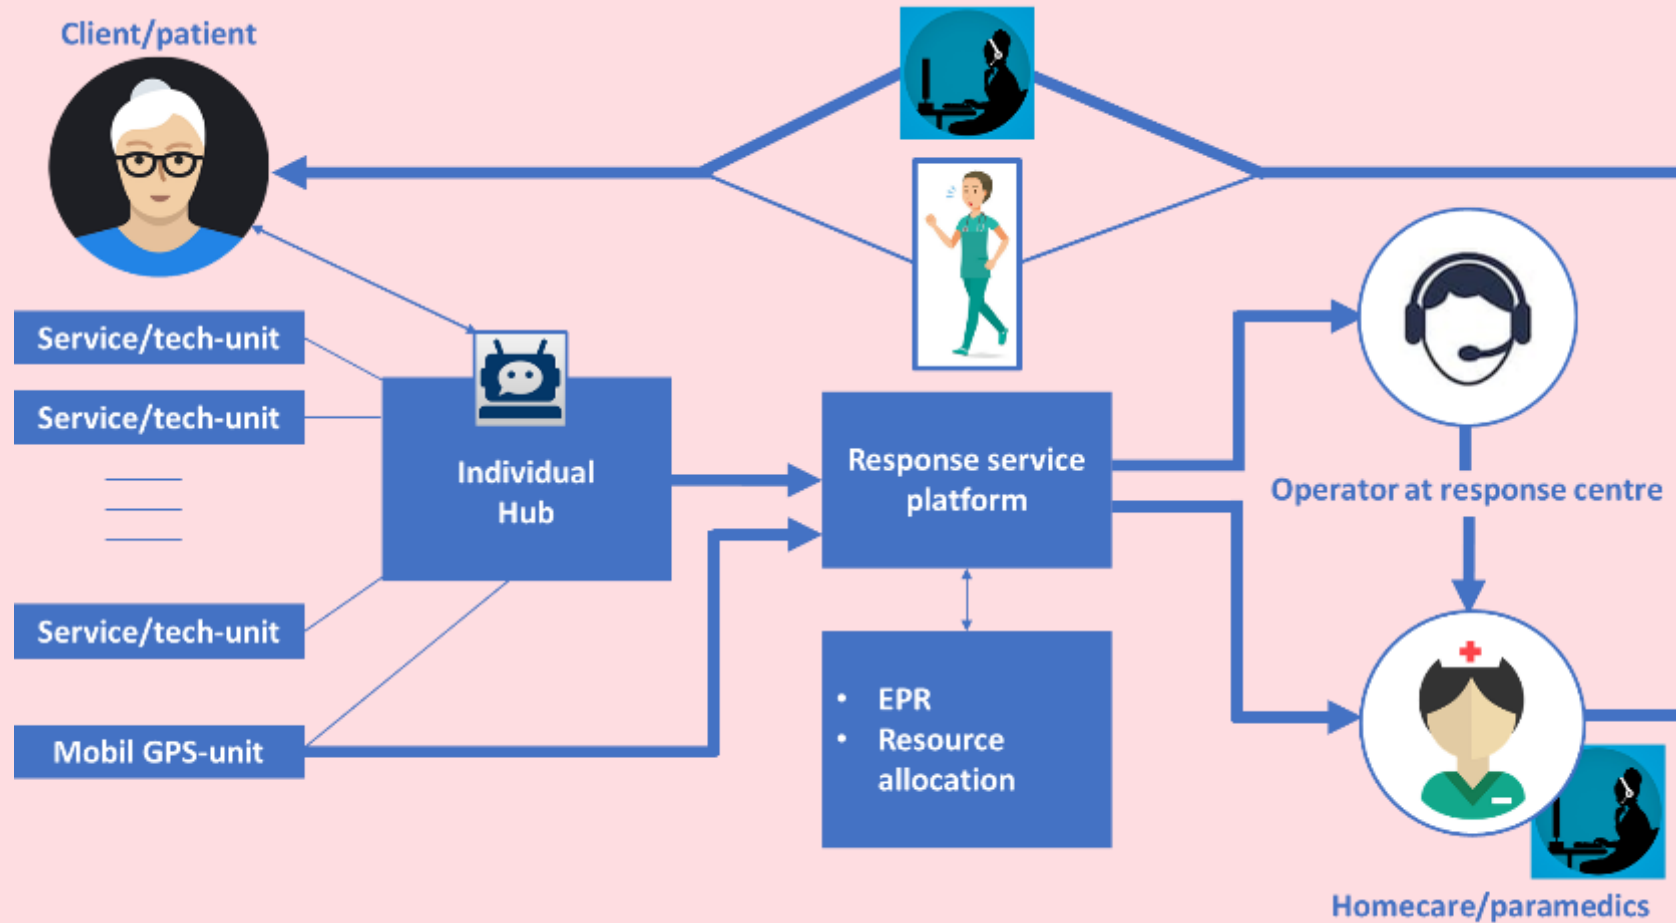 Client/patient
Service/tech-unit
Service/tech-unit
Service/tech-unit
Mobil GPS-unit
Individual
Hub
Response service
platform
• EPR
• Resource
allocation
Operator at response centre
Homecare/paramedics